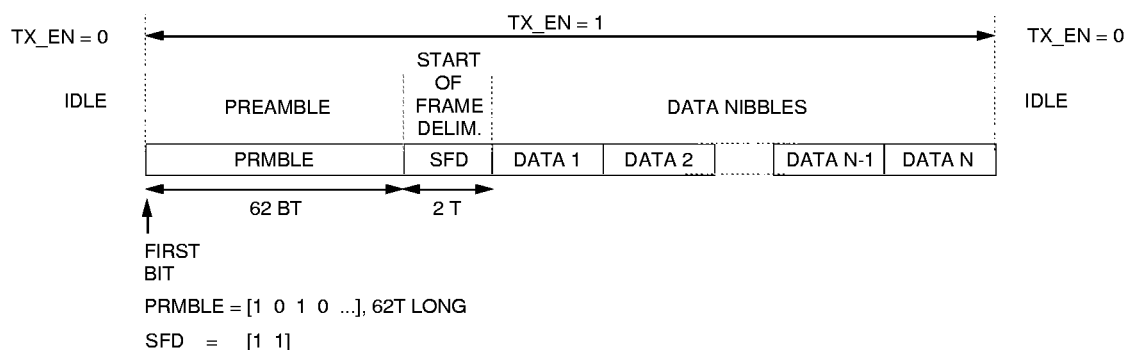 TX_EN = 0
TX_EN = 1
TX_EN = 0
IDLE
PREAMBLE
START
OF
FRAME
DELIM.
DATA NIBBLES
IDLE
PRMBLE
SFD
DATA 1
DATA 2
DATA N-1
DATA N
62 BT
2 T
FIRST
BIT
PRMBLE = [1 0 1 0 ...], 62T LONG
SFD = [1 1]